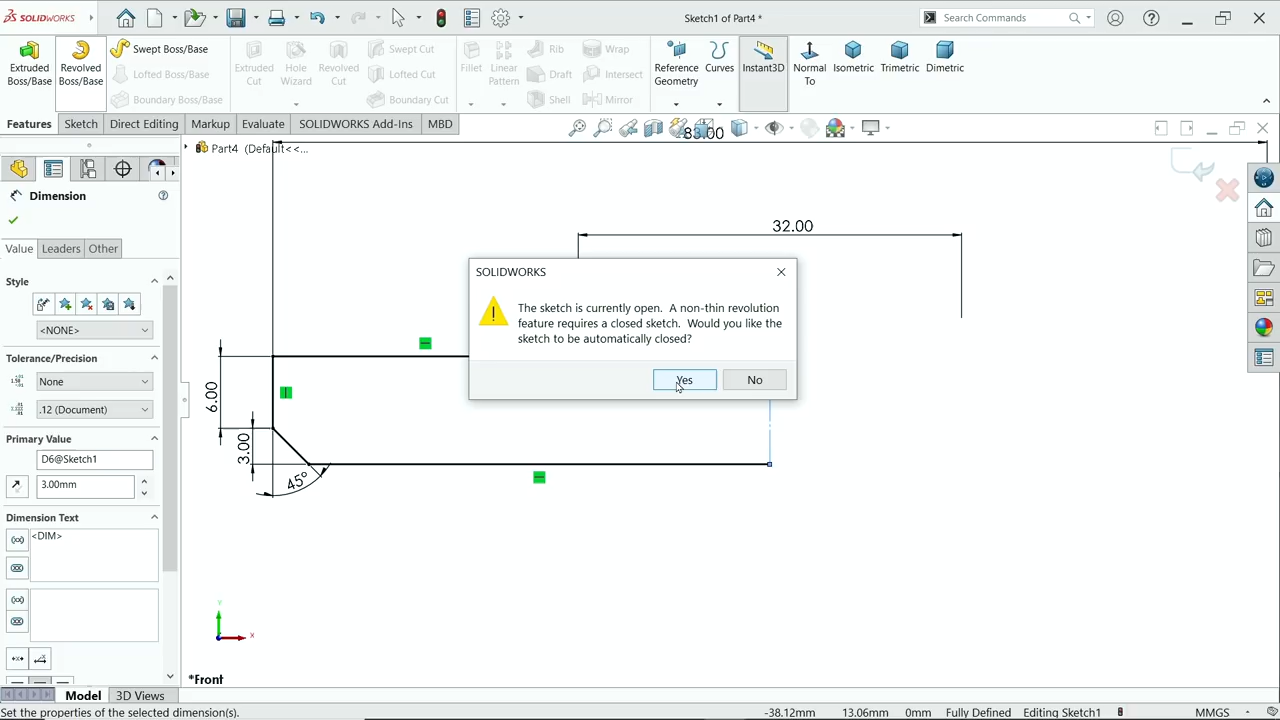 SOLIDWORKS
Sketch1 of Part4 *
Search Commands
Extruded Boss/Base
Revolved Boss/Base
Swept Boss/Base
Lofted Boss/Base
Boundary Boss/Base
Extruded Cut
Hole Wizard
Revolved Cut
Swept Cut
Lofted Cut
Boundary Cut
Fillet
Linear Pattern
Rib
Draft
Shell
Wrap
Intersect
Mirror
Reference Geometry
Curves
Instant3D
Normal To
Isometric
Trimetric
Dimetric
Features
Sketch
Direct Editing
Markup
Evaluate
SOLIDWORKS Add-Ins
MBD
83.00
Part4 (Default<<...
Dimension
Value
Leaders
Other
Style
<NONE>
Tolerance/Precision
None
.12 (Document)
Primary Value
D6@Sketch1
3.00mm
Dimension Text
<DIM>
32.00
SOLIDWORKS
The sketch is currently open. A non-thin revolution
feature requires a closed sketch. Would you like the
sketch to be automatically closed?
Yes
No
6.00
3.00
45°
Y
X
*Front
Model
3D Views
Set the properties of the selected dimension(s).
-38.12mm
13.06mm
0mm
Fully Defined
Editing Sketch1
MMGS